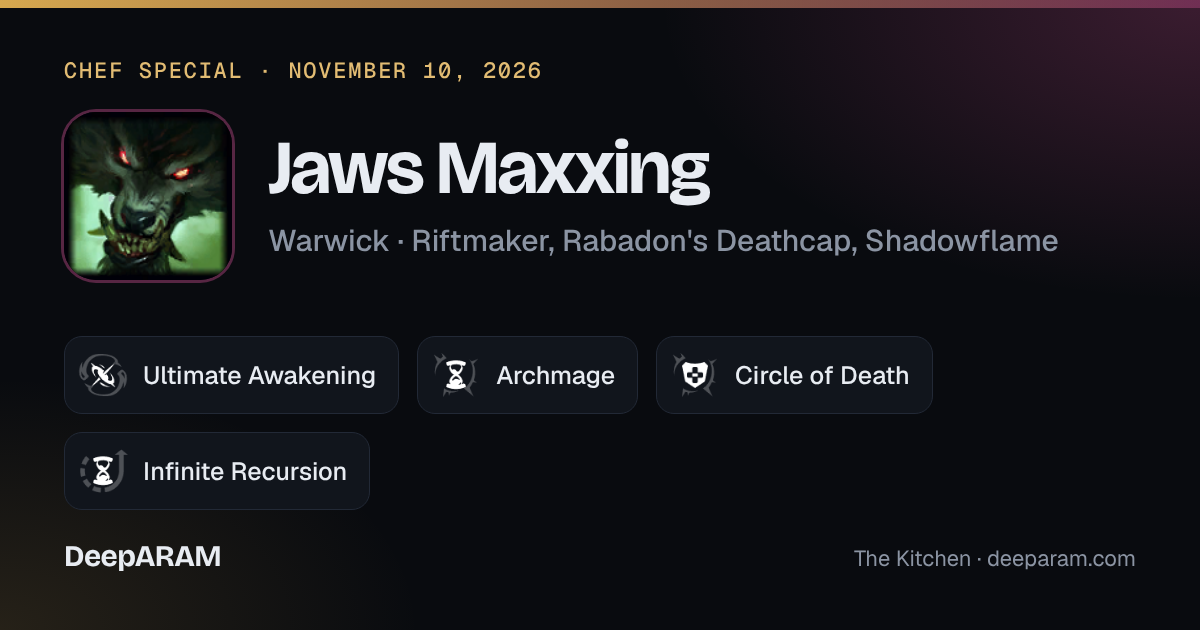 CHEF SPECIAL · NOVEMBER 10, 2026
Jaws Maxxing
Warwick · Riftmaker, Rabadon's Deathcap, Shadowflame
Ultimate Awakening
Archmage
Circle of Death
Infinite Recursion
DeepARAM
The Kitchen · deeparam.com